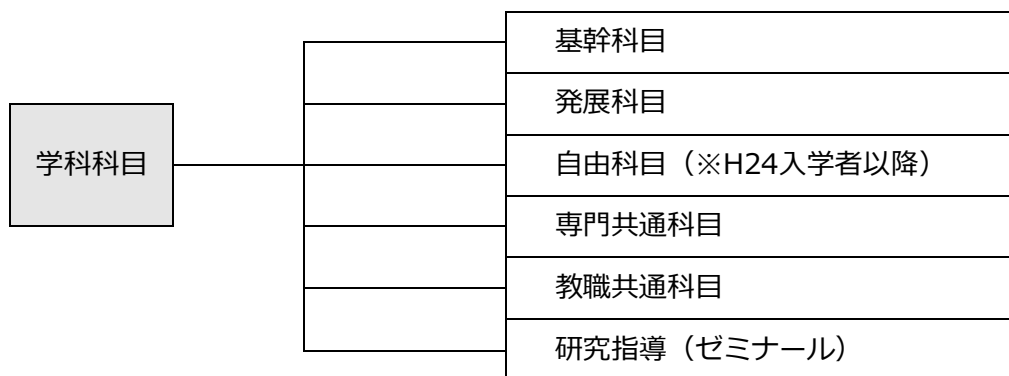 学科科目
基幹科目
発展科目
自由科目（※H24入学者以降）
専門共通科目
教職共通科目
研究指導（ゼミナール）